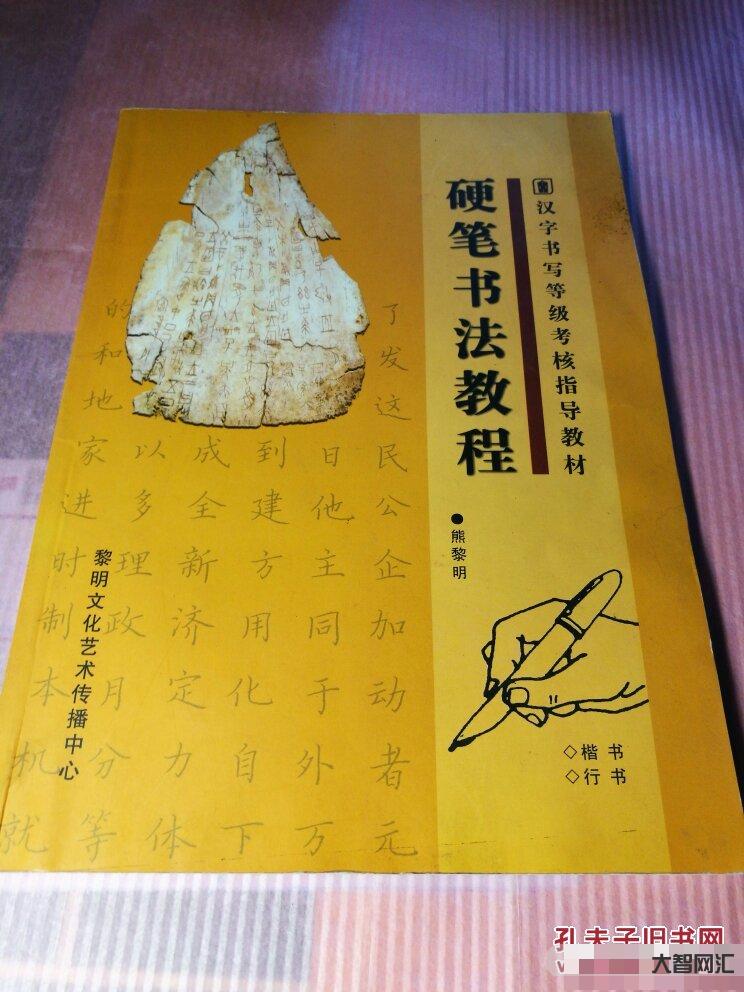 汉字书写等级考核指导教材
硬笔书法教程
●熊黎明
◇楷书
◇行书
黎明文化艺术传播中心
的 了
和 发
地 这
家以成到日民
进多全建他公
时理新方主企
制政济用同加
本月定化于动
机分力自外者
就等体下万元
孔夫子旧书网
大智网汇